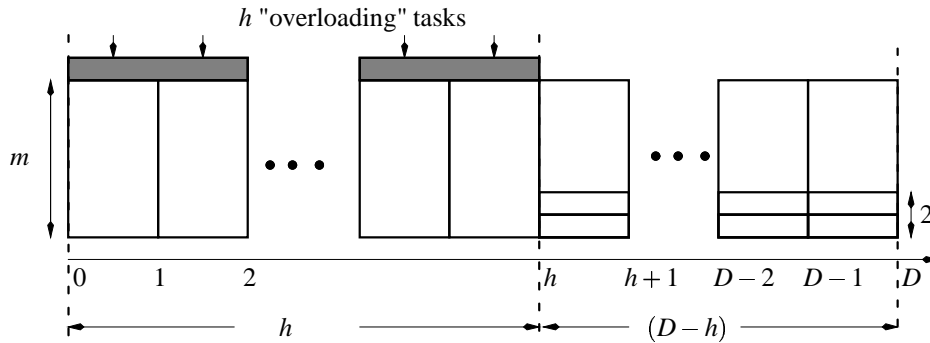 h "overloading" tasks
m
2
0 1 2 h h+1 D−2 D−1 D
h (D−h)